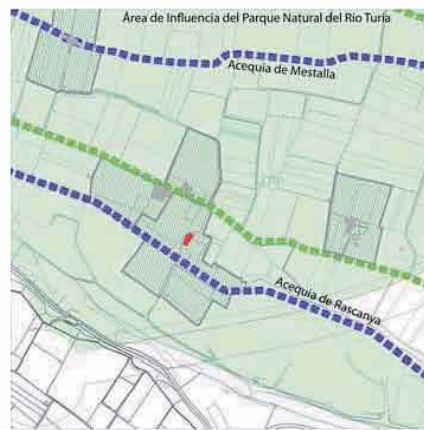 Área de Influencia del Parque Natural del Río Turia
Acequia de Mestalla
Acequia de Rascanya